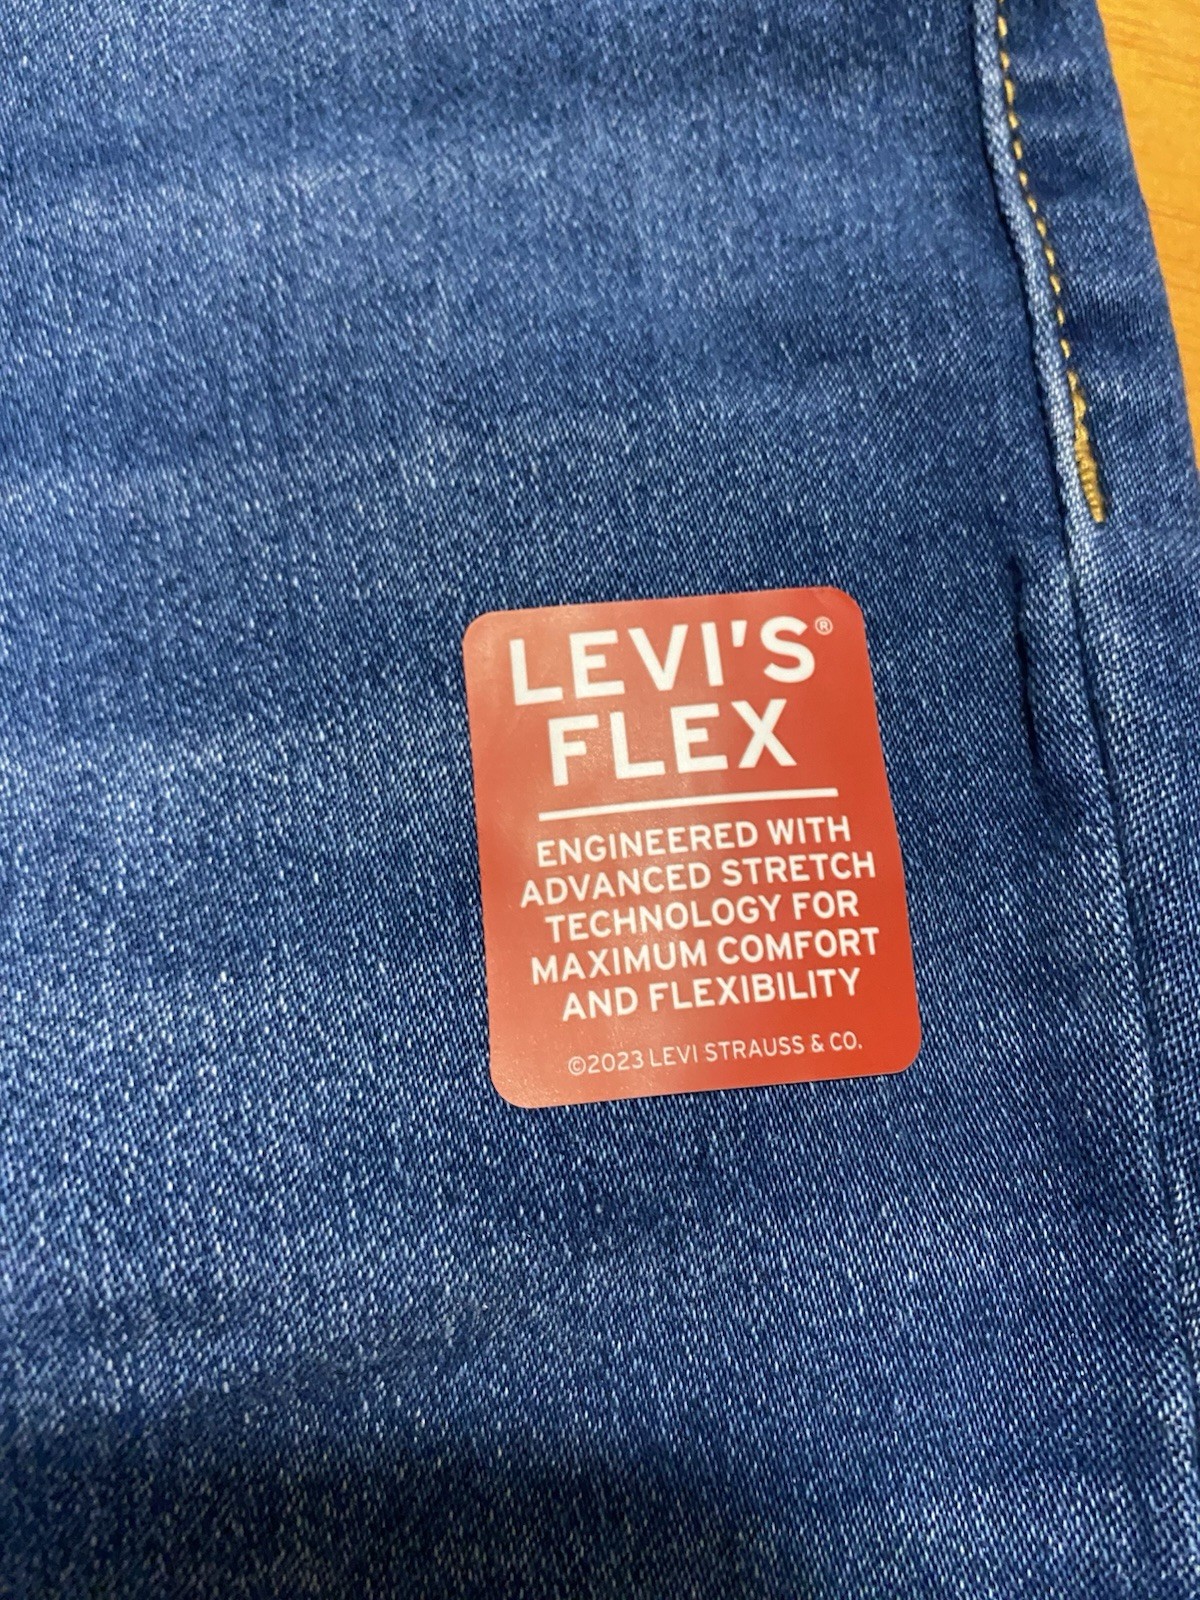 LEVI'S®
FLEX
ENGINEERED WITH
ADVANCED STRETCH
TECHNOLOGY FOR
MAXIMUM COMFORT
AND FLEXIBILITY
©2023 LEVI STRAUSS & CO.